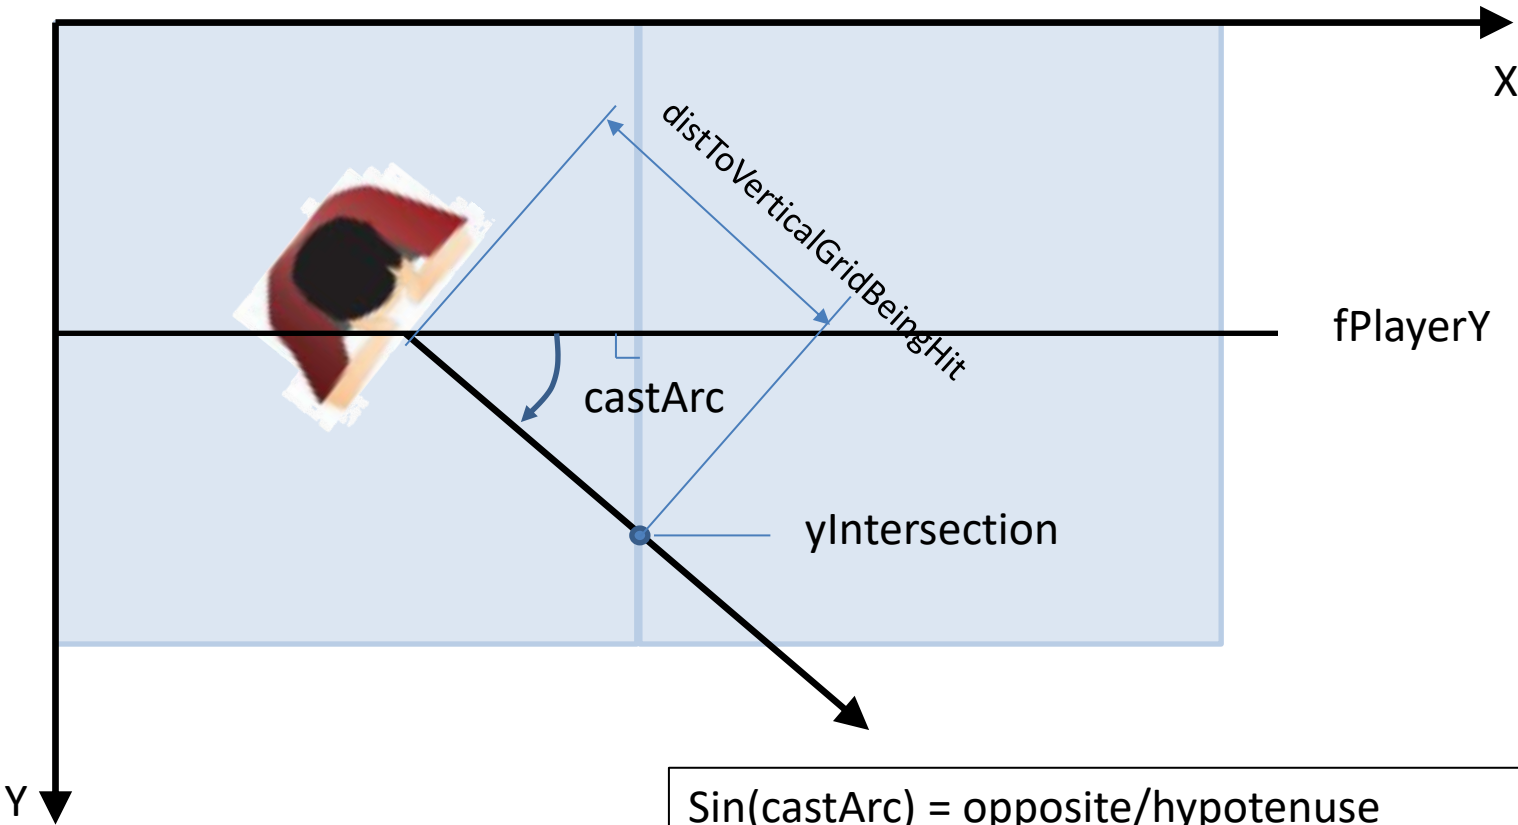 X
distToVerticalGridBeingHit
fPlayerY
castArc
yIntersection
Y
Sin(castArc) = opposite/hypotenuse